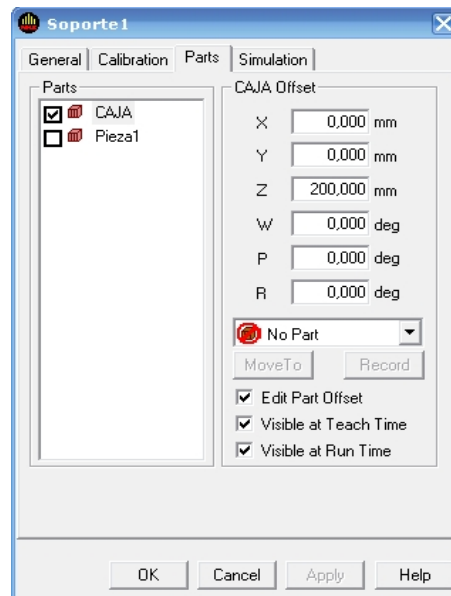 Soporte1
General Calibration Parts Simulation
Parts
CAJA
Pieza1
CAJA Offset
X 0,000 mm
Y 0,000 mm
Z 200,000 mm
W 0,000 deg
P 0,000 deg
R 0,000 deg
No Part
MoveTo Record
Edit Part Offset
Visible at Teach Time
Visible at Run Time
OK Cancel Apply Help